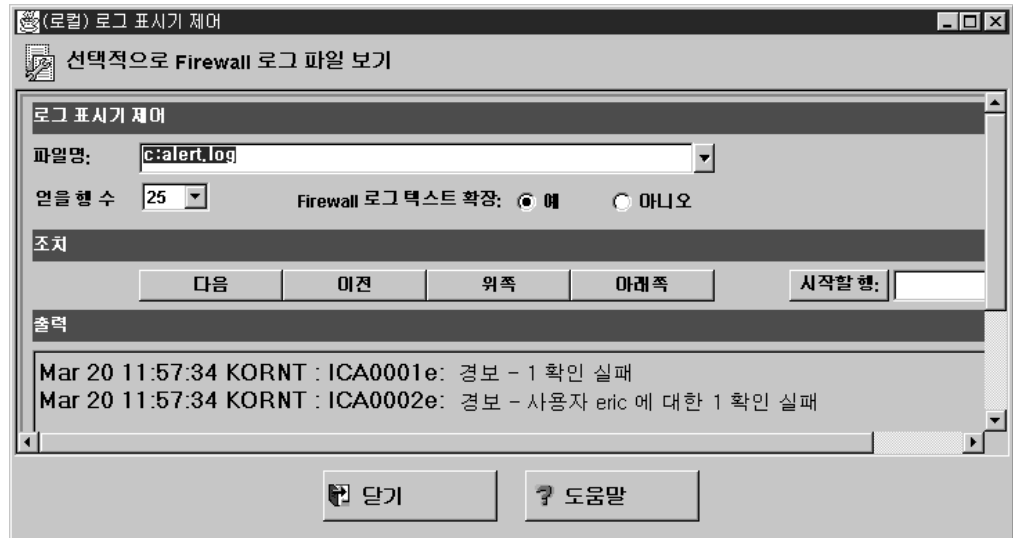 (로컬) 로그 표시기 제어
선택적으로 Firewall 로그 파일 보기
로그 표시기 제어
파일명: c:alert.log
얻을 행 수 25 Firewall 로그 텍스트 확장: 예 아니오
조치
다음 이전 위쪽 아래쪽 시작할 행:
출력
Mar 20 11:57:34 KORNT : ICA0001e: 경보 - 1 확인 실패
Mar 20 11:57:34 KORNT : ICA0002e: 경보 - 사용자 eric 에 대한 1 확인 실패
닫기 ? 도움말